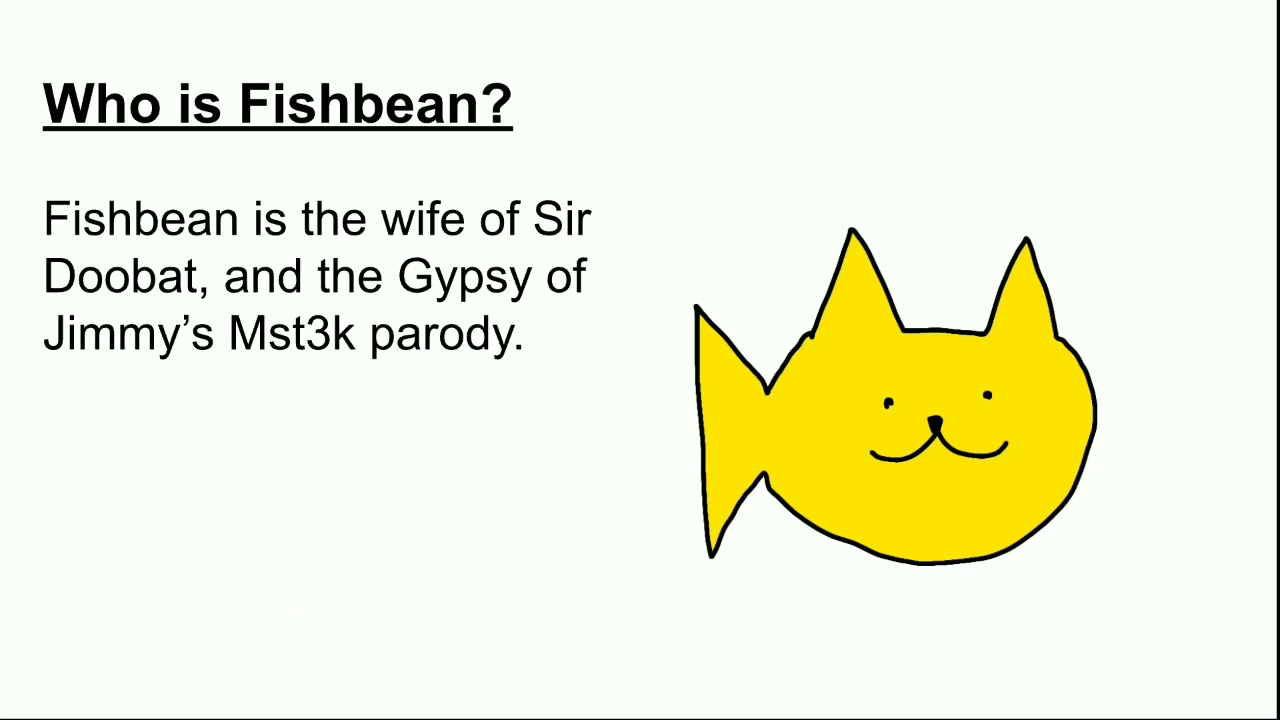 Who is Fishbean?
Fishbean is the wife of Sir
Doobat, and the Gypsy of
Jimmy’s Mst3k parody.